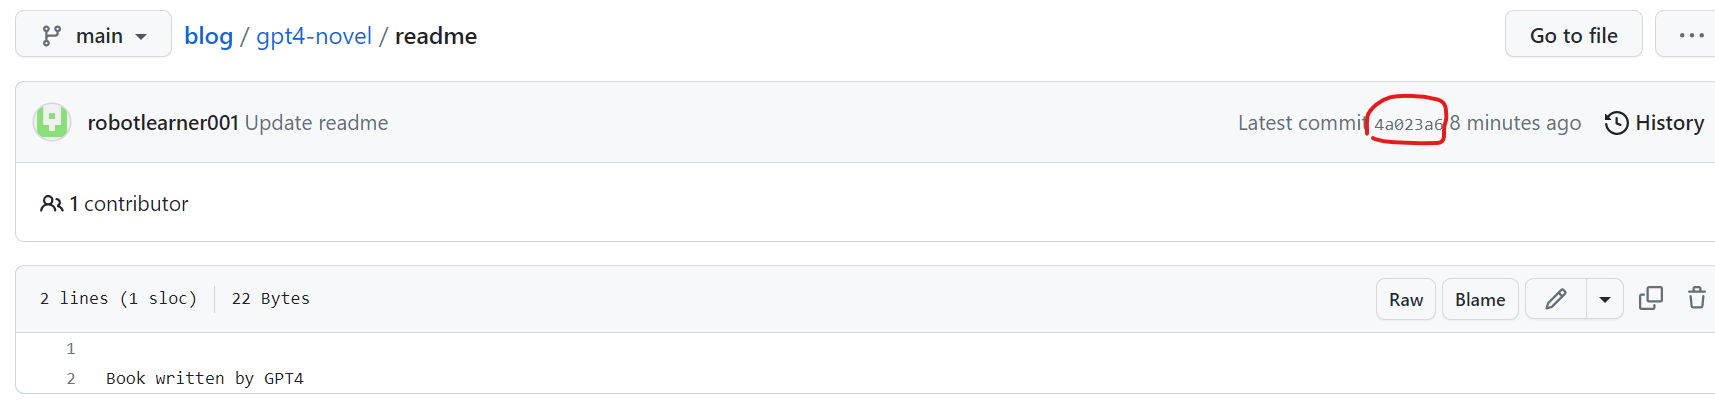 main blog / gpt4-novel / readme Go to file ...
robotlearner001 Update readme Latest commit 4a023a6 8 minutes ago History
1 contributor
2 lines (1 sloc) 22 Bytes Raw Blame
1
2 Book written by GPT4